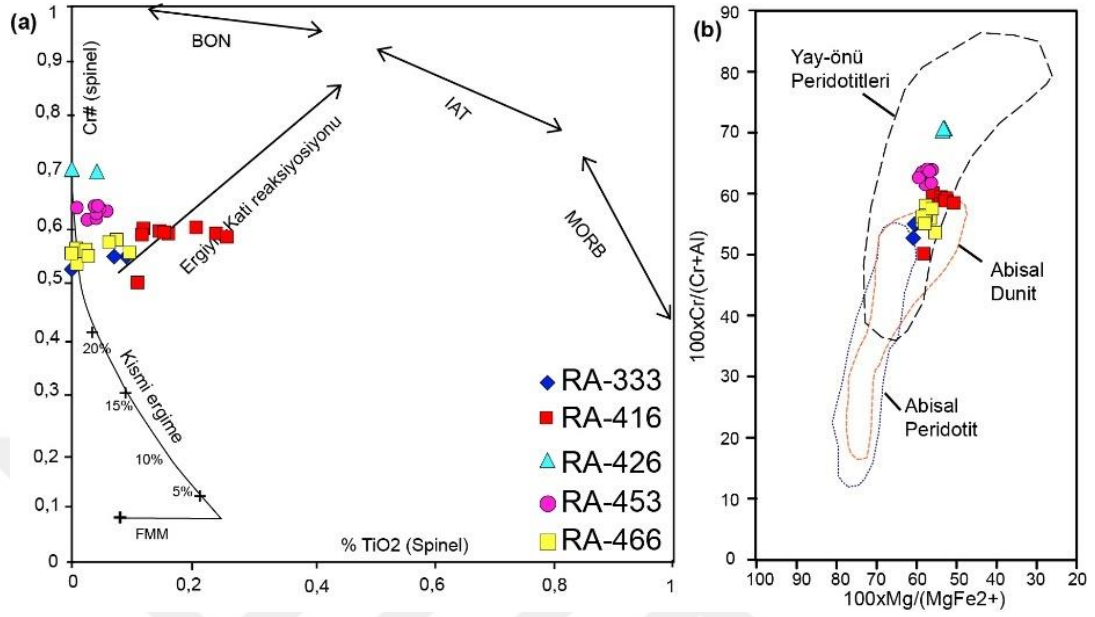 (a)
1
0,9
0,8
0,7
0,6
0,5
0,4
0,3
0,2
0,1
0
Cr# (spinel)
BON
IAT
MORB
Ergiyik Kati reaksiyosiyonu
20%
15%
10%
5%
Kismi ergime
FMM
% TiO2 (Spinel)
RA-333
RA-416
RA-426
RA-453
RA-466
0
0,2
0,4
0,6
0,8
1
(b)
90
80
70
60
50
40
30
20
10
0
100xCr/(Cr+Al)
Yay-önü
Peridotitleri
Abisal
Dunit
Abisal
Peridotit
100 90 80 70 60 50 40 30 20
100xMg/(MgFe2+)